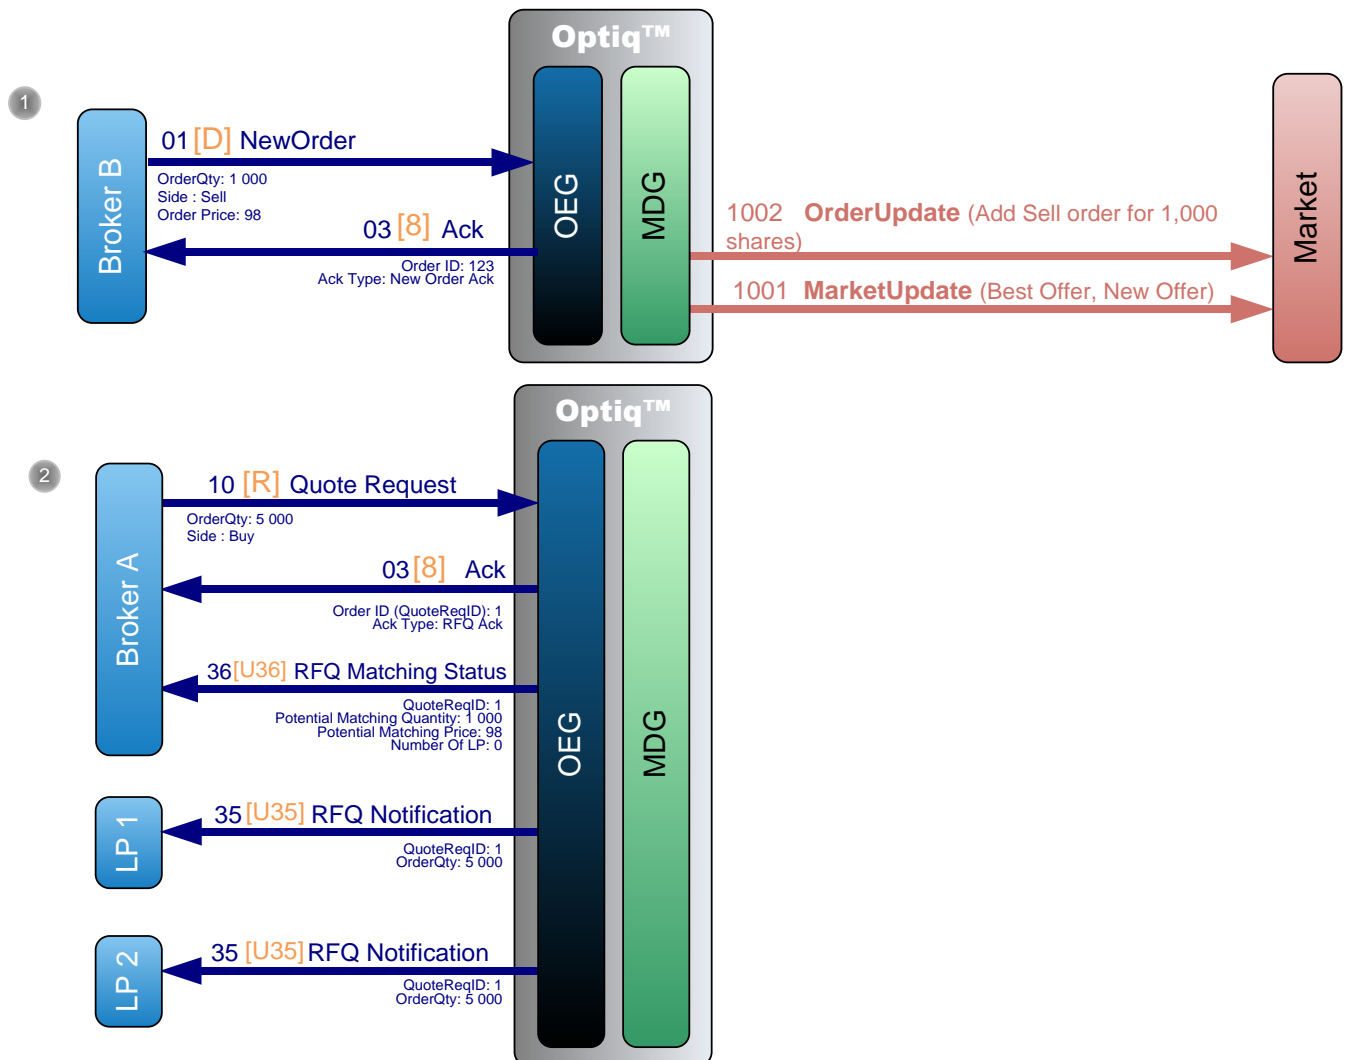 Optiq™
1
Broker B
01 [D] NewOrder
OrderQty: 1 000
Side : Sell
Order Price: 98
03 [8] Ack
Order ID: 123
Ack Type: New Order Ack
OEG
MDG
1002 OrderUpdate (Add Sell order for 1,000
shares)
1001 MarketUpdate (Best Offer, New Offer)
Market
Optiq™
2
Broker A
10 [R] Quote Request
OrderQty: 5 000
Side : Buy
03 [8] Ack
Order ID (QuoteReqID): 1
Ack Type: RFQ Ack
36 [U36] RFQ Matching Status
QuoteReqID: 1
Potential Matching Quantity: 1 000
Potential Matching Price: 98
Number Of LP: 0
OEG
MDG
LP 1
35 [U35] RFQ Notification
QuoteReqID: 1
OrderQty: 5 000
LP 2
35 [U35] RFQ Notification
QuoteReqID: 1
OrderQty: 5 000